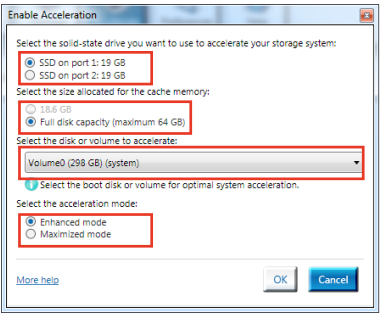 Enable Acceleration
Select the solid-state drive you want to use to accelerate your storage system:
SSD on port 1: 19 GB
SSD on port 2: 19 GB
Select the size allocated for the cache memory:
18.6 GB
Full disk capacity (maximum 64 GB)
Select the disk or volume to accelerate:
Volume0 (298 GB) (system)
Select the boot disk or volume for optimal system acceleration.
Select the acceleration mode:
Enhanced mode
Maximized mode
More help
OK
Cancel